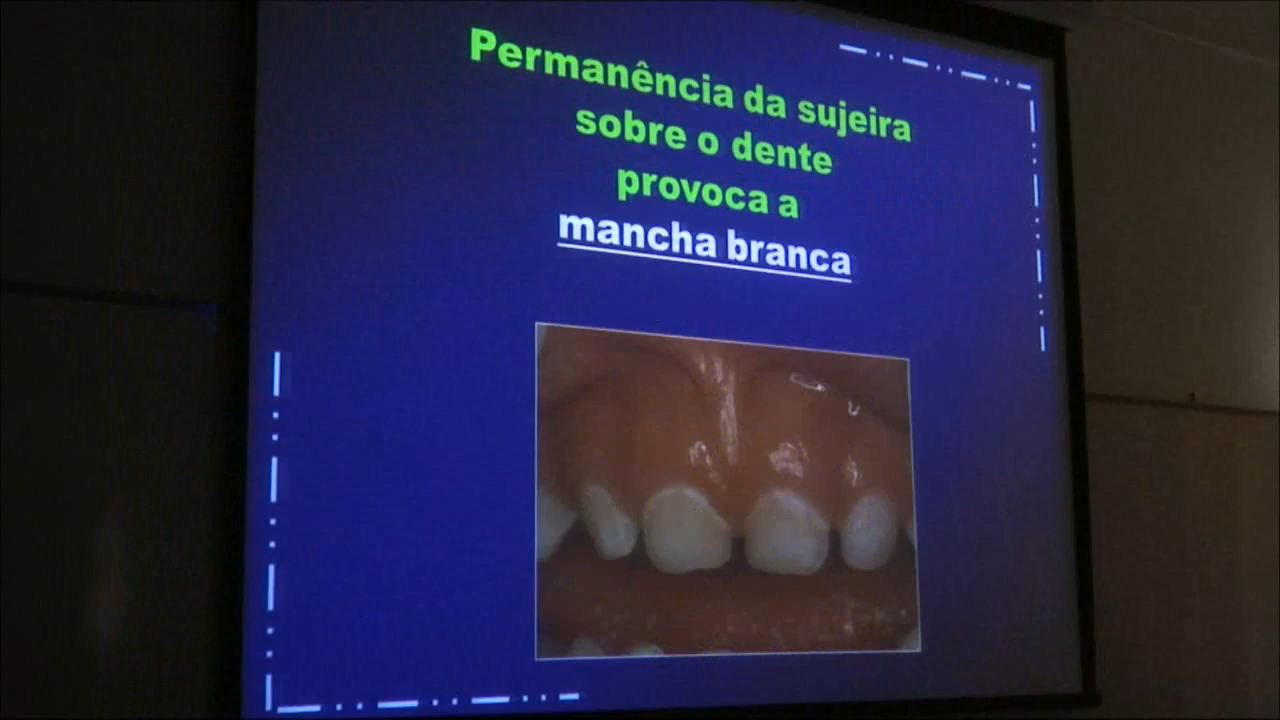 Permanência da sujeira
sobre o dente
provoca a
mancha branca